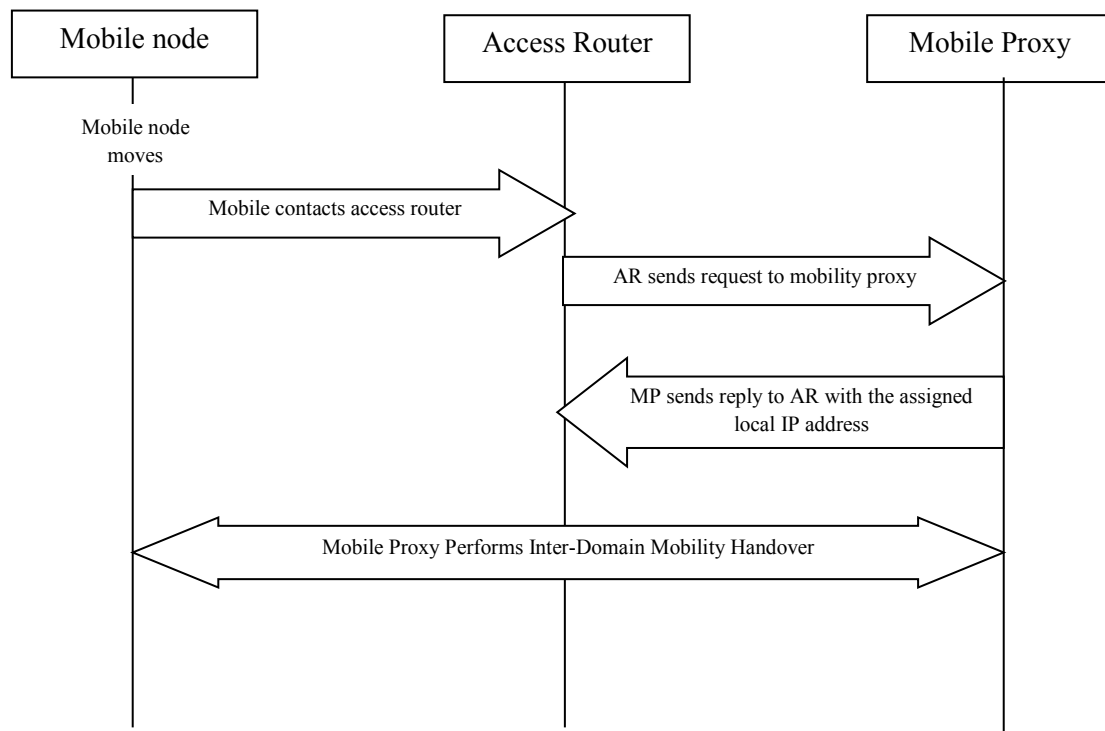 Mobile node
Access Router
Mobile Proxy
Mobile node
moves
Mobile contacts access router
AR sends request to mobility proxy
MP sends reply to AR with the assigned
local IP address
Mobile Proxy Performs Inter-Domain Mobility Handover